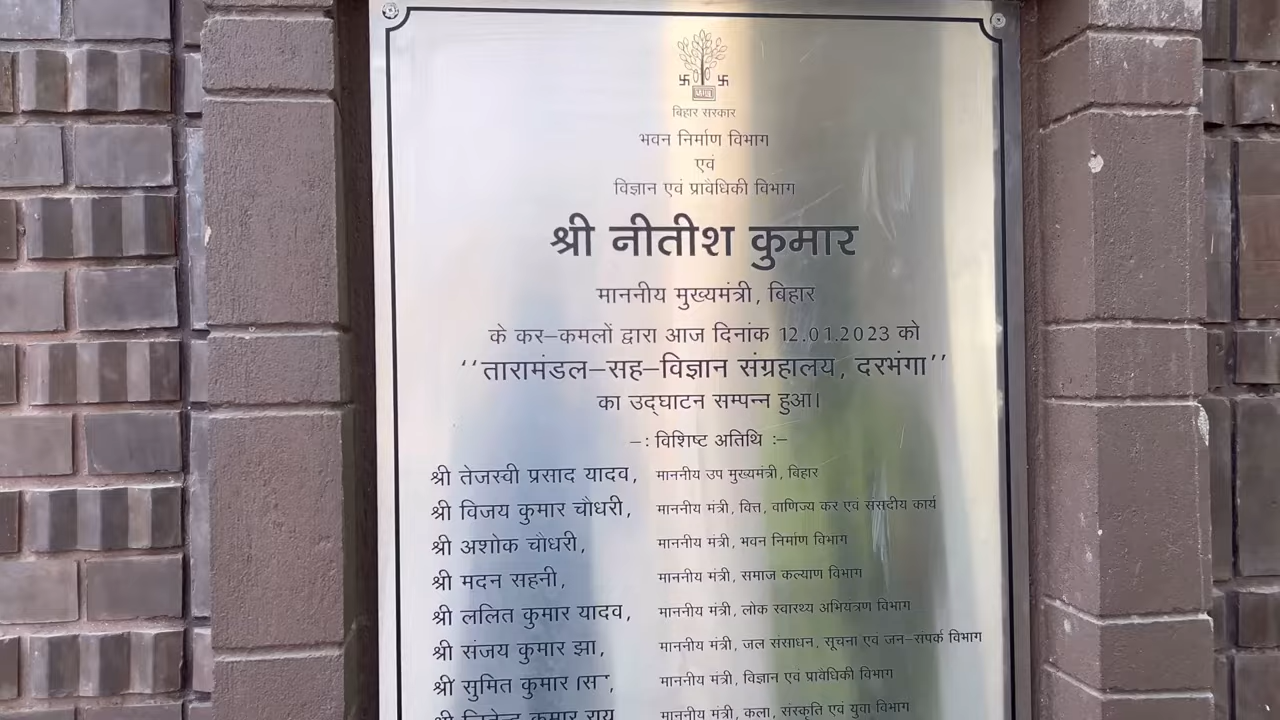 बिहार सरकार
भवन निर्माण विभाग
एवं
विज्ञान एवं प्रावैधिकी विभाग
श्री नीतीश कुमार
माननीय मुख्यमंत्री, बिहार
के कर-कमलों द्वारा आज दिनांक 12.01.2023 को
‘‘तारामंडल-सह-विज्ञान संग्रहालय, दरभंगा’’
का उद्घाटन सम्पन्न हुआ।
-: विशिष्ट अतिथि :-
श्री तेजस्वी प्रसाद यादव, माननीय उप मुख्यमंत्री, बिहार
श्री विजय कुमार चौधरी, माननीय मंत्री, वित्त, वाणिज्य कर एवं संसदीय कार्य
श्री अशोक चौधरी, माननीय मंत्री, भवन निर्माण विभाग
श्री मदन सहनी, माननीय मंत्री, समाज कल्याण विभाग
श्री ललित कुमार यादव, माननीय मंत्री, लोक स्वास्थ्य अभियंत्रण विभाग
श्री संजय कुमार झा, माननीय मंत्री, जल संसाधन, सूचना एवं जन-संपर्क विभाग
श्री सुमित कुमार माननीय मंत्री, विज्ञान एवं प्रावैधिकी विभाग
श्री कुमार राय माननीय मंत्री, कला, संस्कृति एवं युवा विभाग